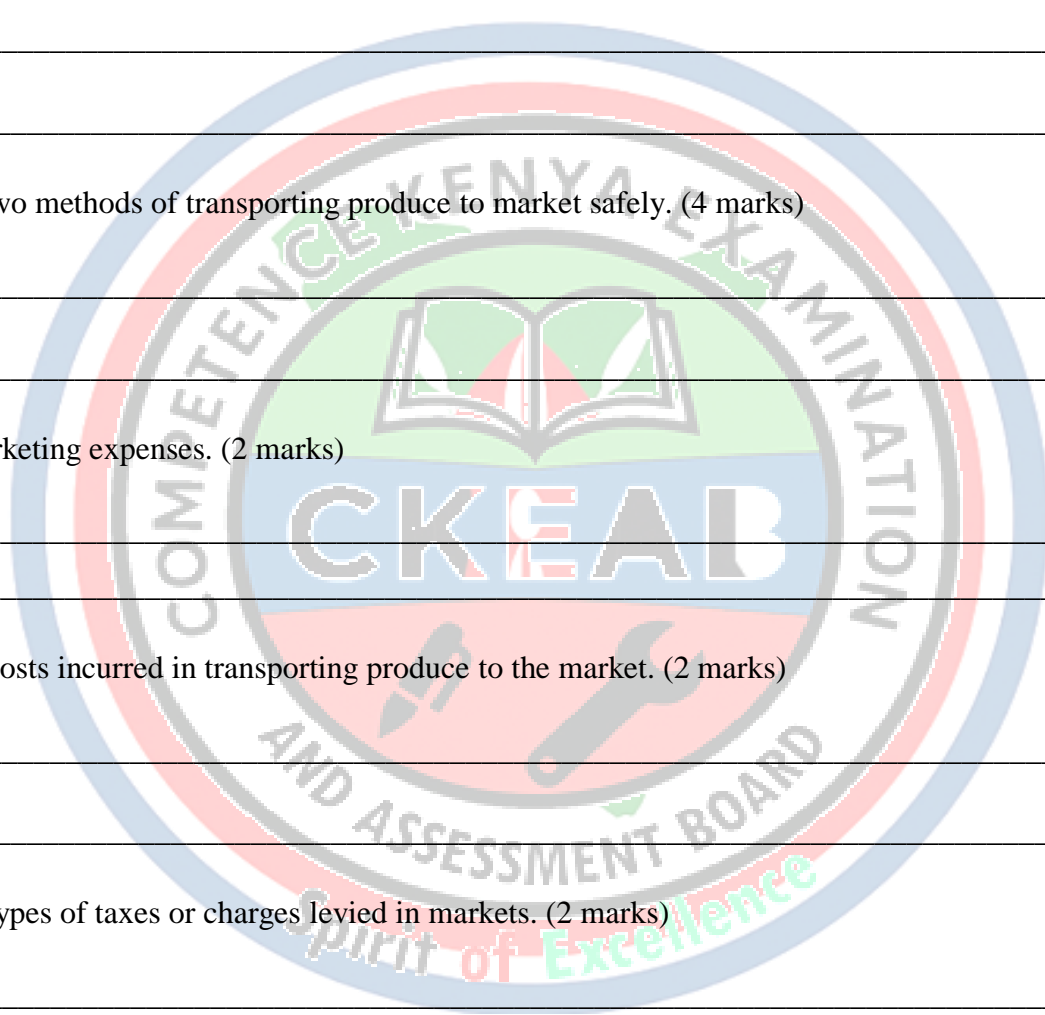 wo methods of transporting produce to market safely. (4 marks)
rketing expenses. (2 marks)
osts incurred in transporting produce to the market. (2 marks)
ypes of taxes or charges levied in markets. (2 marks)
COMPETENCE KENYA EXAMINATION
CKEAB
AND ASSESSMENT BOARD
Spirit of Excellence